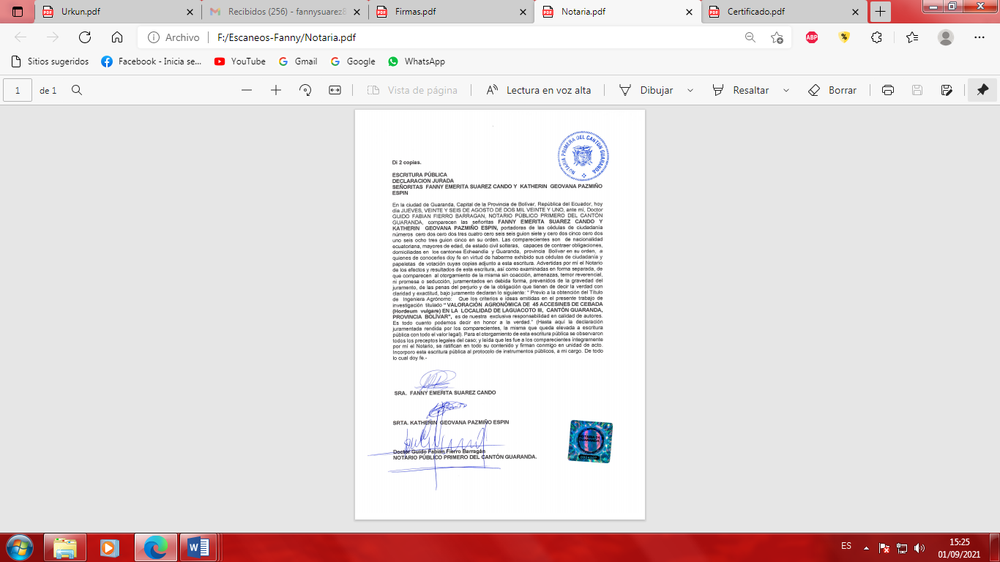 Urkun.pdf
Recibidos (256) - fannysuarez8
Firmas.pdf
Notaria.pdf
Certificado.pdf
Archivo
F:/Escaneos-Fanny/Notaria.pdf
ABP
Sitios sugeridos
Facebook - Inicia se...
YouTube
Gmail
Google
WhatsApp
1
de 1
Vista de página
Lectura en voz alta
Dibujar
Resaltar
Borrar
NOTARIA PRIMERA DEL CANTON GUARANDA
Di 2 copias.
ESCRITURA PÚBLICA
DECLARACION JURADA
SEÑORITAS FANNY EMERITA SUAREZ CANDO Y KATHERIN GEOVANA PAZMIÑO
ESPIN
En la ciudad de Guaranda, Capital de la Provincia de Bolívar, República del Ecuador, hoy
día JUEVES, VEINTE Y SEIS DE AGOSTO DE DOS MIL VEINTE Y UNO, ante mí, Doctor
GUIDO FABIAN FIERRO BARRAGAN, NOTARIO PÚBLICO PRIMERO DEL CANTÓN
GUARANDA, comparecen las señoritas FANNY EMERITA SUAREZ CANDO Y
KATHERIN GEOVANA PAZMIÑO ESPIN, portadoras de las cédulas de ciudadanía
números cero dos cero dos tres cuatro cero seis seis guion siete y cero dos cinco cero dos
uno seis ocho tres guion cinco en su orden. Las comparecientes son de nacionalidad
ecuatoriana, mayores de edad, de estado civil solteras, capaces de contraer obligaciones,
domiciliadas en los cantones Echeandía y Guaranda, provincia Bolívar en su orden, a
quienes de conocerles doy fe en virtud de haberme exhibido sus cédulas de ciudadanía y
papeletas de votación cuyas copias adjunto a esta escritura. Advertidas por mí el Notario
de los efectos y resultados de esta escritura, así como examinadas en forma separada, de
que comparecen al otorgamiento de la misma sin coacción, amenazas, temor reverencial,
ni promesa o seducción, juramentados en debida forma, prevenidos de la gravedad del
juramento, de las penas del perjurio y de la obligación que tienen de decir la verdad con
claridad y exactitud, bajo juramento declaran lo siguiente: " Previo a la obtención del Título
de Ingeniera Agrónomo: Que los criterios e ideas emitidas en el presente trabajo de
investigación titulado " VALORACIÓN AGRONÓMICA DE 45 ACCESINES DE CEBADA
(Hordeum vulgare) EN LA LOCALIDAD DE LAGUACOTO III, CANTÓN GUARANDA,
PROVINCIA BOLÍVAR", es de nuestra exclusiva responsabilidad en calidad de autores.
Es todo cuanto podemos decir en honor a la verdad." (Hasta aquí la declaración
juramentada rendida por los comparecientes, la misma que queda elevada a escritura
pública con todo el valor legal). Para el otorgamiento de esta escritura pública se observaron
todos los preceptos legales del caso; y leída que les fue a los comparecientes íntegramente
por mí el Notario, se ratifican en todo su contenido y firman conmigo en unidad de acto.
Incorporo esta escritura pública al protocolo de instrumentos públicos, a mi cargo. De todo
lo cual doy fe.-
SRA. FANNY EMERITA SUAREZ CANDO
SRTA. KATHERIN GEOVANA PAZMIÑO ESPIN
Doctor Guido Fabián Fierro Barragán
NOTARIO PÚBLICO PRIMERO DEL CANTÓN GUARANDA.
GUARANDA
ES
15:25
01/09/2021